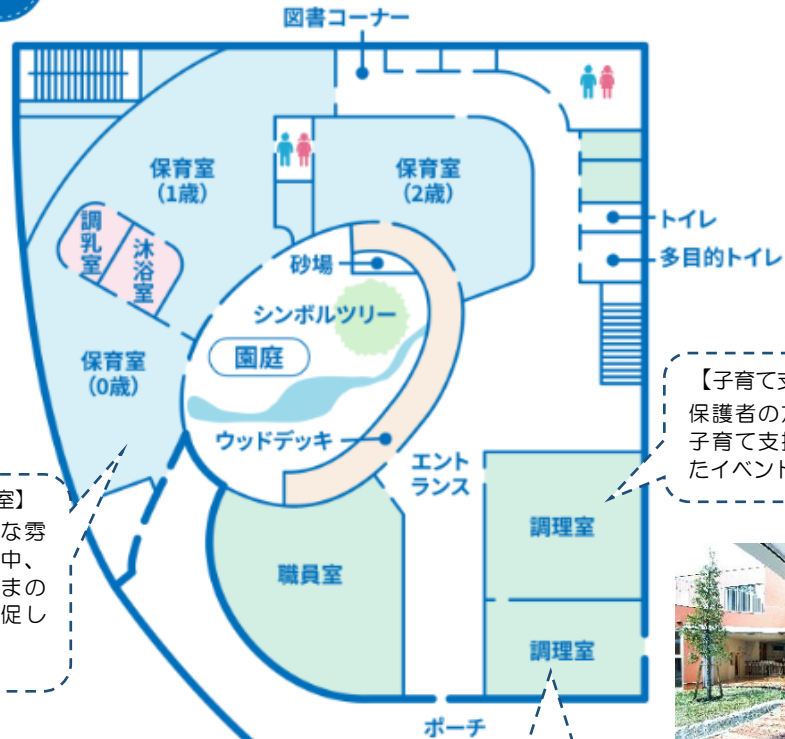 図書コーナー
保育室
(1歳)
保育室
(2歳)
調乳室
沐浴室
トイレ
多目的トイレ
砂場
シンボルツリー
園庭
保育室
(0歳)
ウッドデッキ
エント
ランス
【子育て支
保護者の
子育て支援
たイベント
室】
な雰
中、
まの
促し
調理室
職員室
調理室
ポーチ